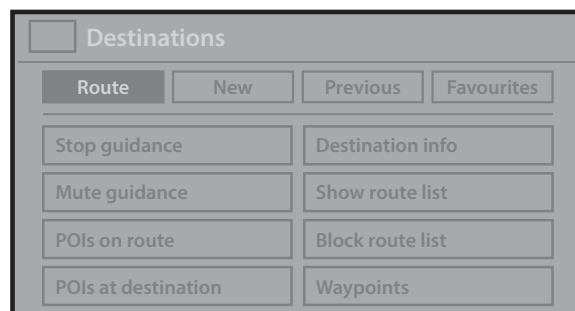 Destinations
Route New Previous Favourites
Stop guidance Destination info
Mute guidance Show route list
POIs on route Block route list
POIs at destination Waypoints